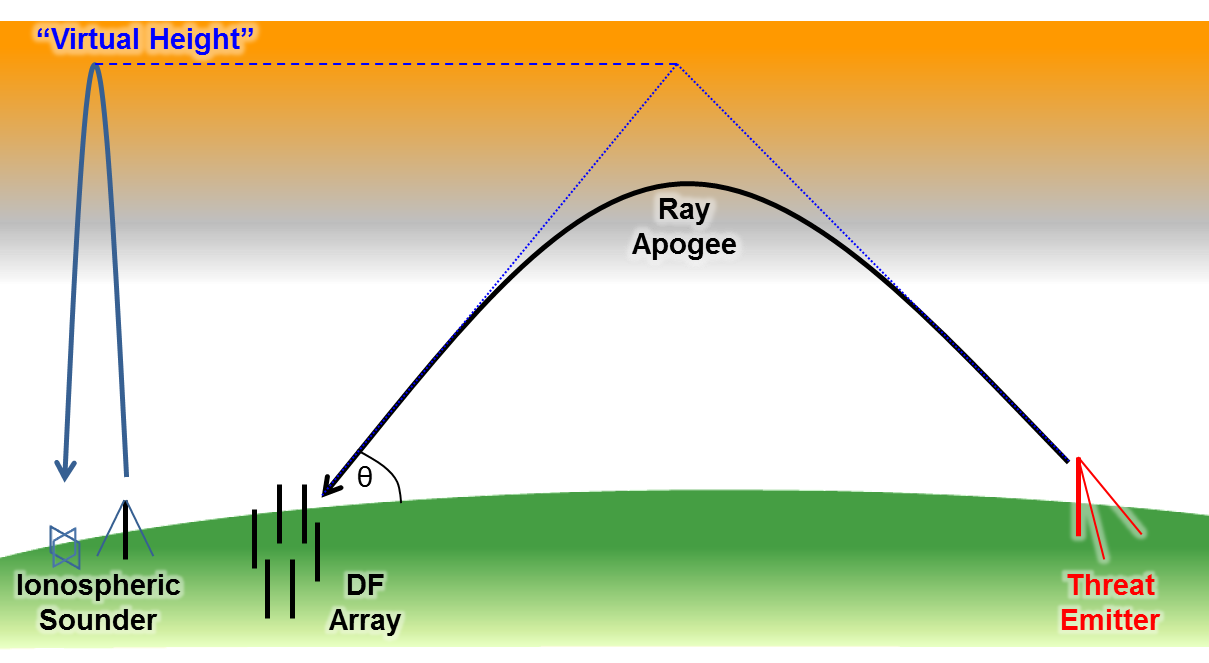 “Virtual Height”
Ray
Apogee
θ
Ionospheric
Sounder
DF
Array
Threat
Emitter